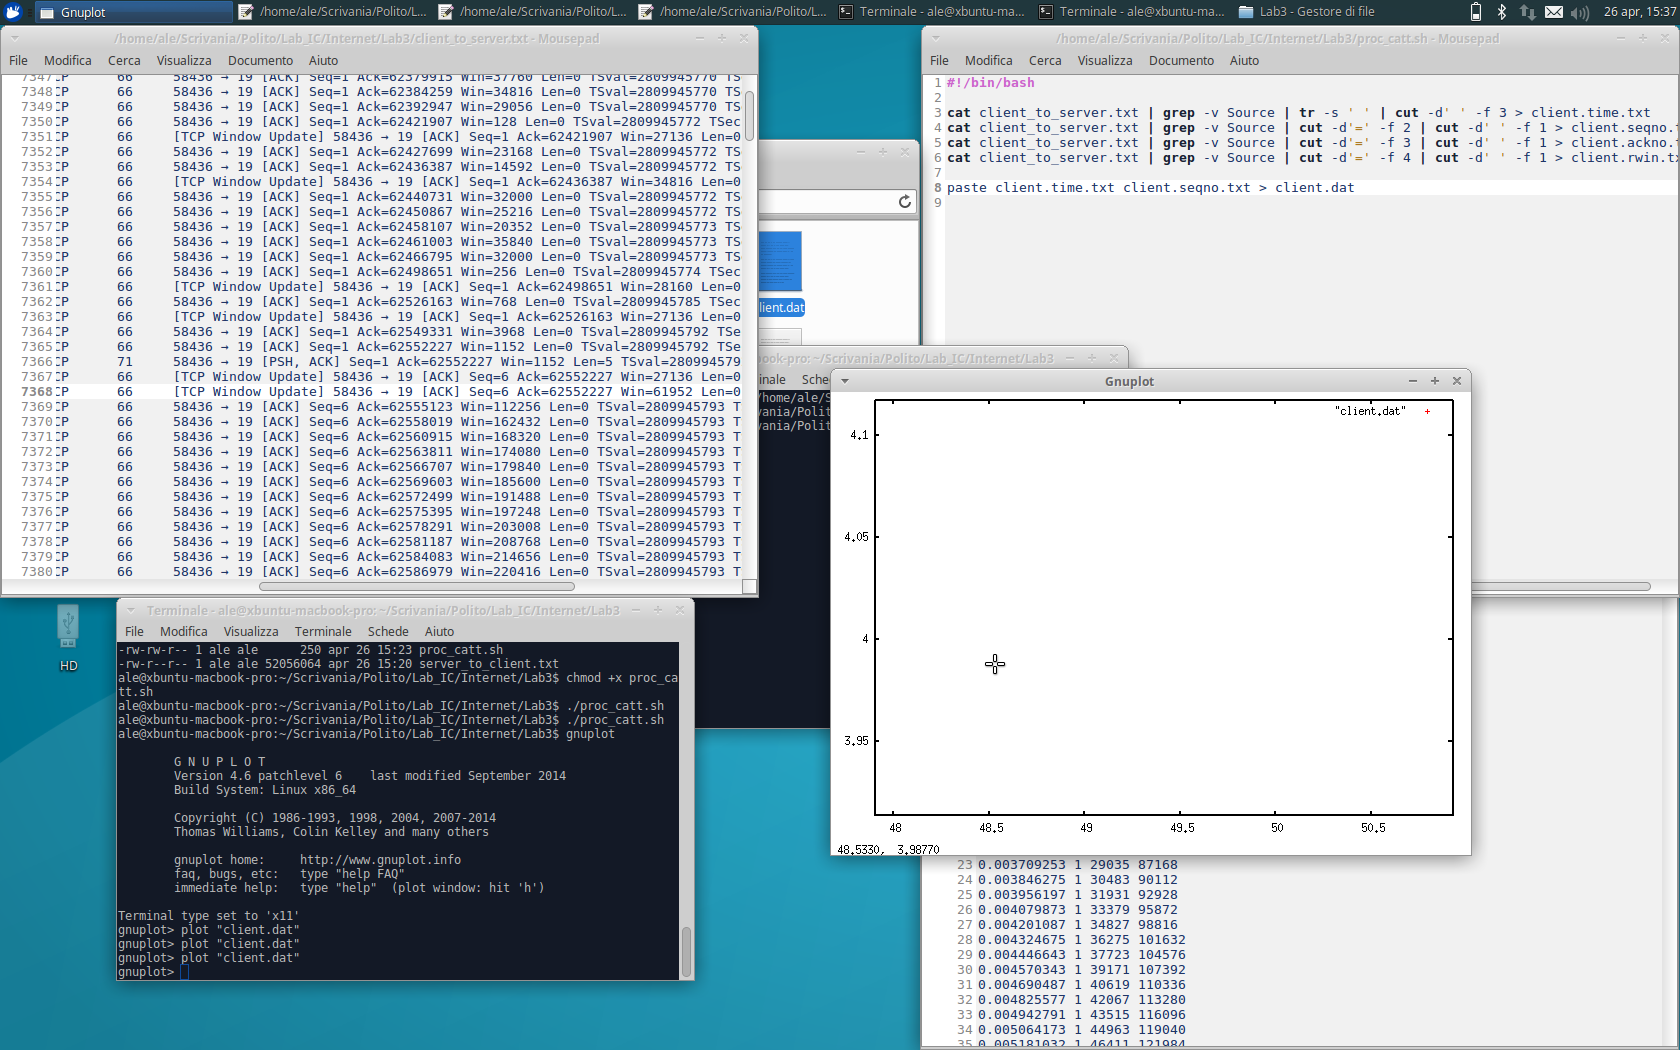 Gnuplot
/home/ale/Scrivania/Polito/L...
/home/ale/Scrivania/Polito/L...
/home/ale/Scrivania/Polito/L...
Terminale - ale@xbuntu-ma...
Terminale - ale@xbuntu-ma...
Lab3 - Gestore di file
26 apr, 15:37
/home/ale/Scrivania/Polito/Lab_IC/Internet/Lab3/client_to_server.txt - Mousepad
File Modifica Cerca Visualizza Documento Aiuto
7347 CP 66 58436 → 19 [ACK] Seq=1 Ack=62379915 Win=37760 Len=0 TSval=2809945770 TS
7348 CP 66 58436 → 19 [ACK] Seq=1 Ack=62384259 Win=34816 Len=0 TSval=2809945770 TS
7349 CP 66 58436 → 19 [ACK] Seq=1 Ack=62392947 Win=29056 Len=0 TSval=2809945770 TS
7350 CP 66 58436 → 19 [ACK] Seq=1 Ack=62421907 Win=128 Len=0 TSval=2809945772 TSec
7351 CP 66 [TCP Window Update] 58436 → 19 [ACK] Seq=1 Ack=62421907 Win=27136 Len=0
7352 CP 66 58436 → 19 [ACK] Seq=1 Ack=62427699 Win=23168 Len=0 TSval=2809945772 TS
7353 CP 66 58436 → 19 [ACK] Seq=1 Ack=62436387 Win=14592 Len=0 TSval=2809945772 TS
7354 CP 66 [TCP Window Update] 58436 → 19 [ACK] Seq=1 Ack=62436387 Win=34816 Len=0
7355 CP 66 58436 → 19 [ACK] Seq=1 Ack=62440731 Win=32000 Len=0 TSval=2809945772 TS
7356 CP 66 58436 → 19 [ACK] Seq=1 Ack=62450867 Win=25216 Len=0 TSval=2809945772 TS
7357 CP 66 58436 → 19 [ACK] Seq=1 Ack=62458107 Win=20352 Len=0 TSval=2809945773 TS
7358 CP 66 58436 → 19 [ACK] Seq=1 Ack=62461003 Win=35840 Len=0 TSval=2809945773 TS
7359 CP 66 58436 → 19 [ACK] Seq=1 Ack=62466795 Win=32000 Len=0 TSval=2809945773 TS
7360 CP 66 58436 → 19 [ACK] Seq=1 Ack=62498651 Win=256 Len=0 TSval=2809945774 TSec
7361 CP 66 [TCP Window Update] 58436 → 19 [ACK] Seq=1 Ack=62498651 Win=28160 Len=0
7362 CP 66 58436 → 19 [ACK] Seq=1 Ack=62526163 Win=768 Len=0 TSval=2809945785 TSec
7363 CP 66 [TCP Window Update] 58436 → 19 [ACK] Seq=1 Ack=62526163 Win=27136 Len=0
7364 CP 66 58436 → 19 [ACK] Seq=1 Ack=62549331 Win=3968 Len=0 TSval=2809945792 TSe
7365 CP 66 58436 → 19 [ACK] Seq=1 Ack=62552227 Win=1152 Len=0 TSval=2809945792 TSe
7366 CP 71 58436 → 19 [PSH, ACK] Seq=1 Ack=62552227 Win=1152 Len=5 TSval=280994579
7367 CP 66 [TCP Window Update] 58436 → 19 [ACK] Seq=6 Ack=62552227 Win=27136 Len=0
7368 CP 66 [TCP Window Update] 58436 → 19 [ACK] Seq=6 Ack=62552227 Win=61952 Len=0
7369 CP 66 58436 → 19 [ACK] Seq=6 Ack=62555123 Win=112256 Len=0 TSval=2809945793 T
7370 CP 66 58436 → 19 [ACK] Seq=6 Ack=62558019 Win=162432 Len=0 TSval=2809945793 T
7371 CP 66 58436 → 19 [ACK] Seq=6 Ack=62560915 Win=168320 Len=0 TSval=2809945793 T
7372 CP 66 58436 → 19 [ACK] Seq=6 Ack=62563811 Win=174080 Len=0 TSval=2809945793 T
7373 CP 66 58436 → 19 [ACK] Seq=6 Ack=62566707 Win=179840 Len=0 TSval=2809945793 T
7374 CP 66 58436 → 19 [ACK] Seq=6 Ack=62569603 Win=185600 Len=0 TSval=2809945793 T
7375 CP 66 58436 → 19 [ACK] Seq=6 Ack=62572499 Win=191488 Len=0 TSval=2809945793 T
7376 CP 66 58436 → 19 [ACK] Seq=6 Ack=62575395 Win=197248 Len=0 TSval=2809945793 T
7377 CP 66 58436 → 19 [ACK] Seq=6 Ack=62578291 Win=203008 Len=0 TSval=2809945793 T
7378 CP 66 58436 → 19 [ACK] Seq=6 Ack=62581187 Win=208768 Len=0 TSval=2809945793 T
7379 CP 66 58436 → 19 [ACK] Seq=6 Ack=62584083 Win=214656 Len=0 TSval=2809945793 T
7380 CP 66 58436 → 19 [ACK] Seq=6 Ack=62586979 Win=220416 Len=0 TSval=2809945793 T
/home/ale/Scrivania/Polito/Lab_IC/Internet/Lab3/proc_catt.sh - Mousepad
File Modifica Cerca Visualizza Documento Aiuto
1 #!/bin/bash
2
3 cat client_to_server.txt | grep -v Source | tr -s ' ' | cut -d' ' -f 3 > client.time.txt
4 cat client_to_server.txt | grep -v Source | cut -d'=' -f 2 | cut -d' ' -f 1 > client.seqno.t
5 cat client_to_server.txt | grep -v Source | cut -d'=' -f 3 | cut -d' ' -f 1 > client.ackno.t
6 cat client_to_server.txt | grep -v Source | cut -d'=' -f 4 | cut -d' ' -f 1 > client.rwin.tx
7
8 paste client.time.txt client.seqno.txt > client.dat
9
lient.dat
book-pro: ~/Scrivania/Polito/Lab_IC/Internet/Lab3
inale Sche
/home/ale/S
vania/Polit
vania/Polit
Gnuplot
"client.dat" +
4.1
4.05
4
3.95
48 48.5 49 49.5 50 50.5
48.5330, 3.98770
HD
Terminale - ale@xbuntu-macbook-pro: ~/Scrivania/Polito/Lab_IC/Internet/Lab3
File Modifica Visualizza Terminale Schede Aiuto
-rw-rw-r-- 1 ale ale 250 apr 26 15:23 proc_catt.sh
-rw-r--r-- 1 ale ale 52056064 apr 26 15:20 server_to_client.txt
ale@xbuntu-macbook-pro:~/Scrivania/Polito/Lab_IC/Internet/Lab3$ chmod +x proc_ca
tt.sh
ale@xbuntu-macbook-pro:~/Scrivania/Polito/Lab_IC/Internet/Lab3$ ./proc_catt.sh
ale@xbuntu-macbook-pro:~/Scrivania/Polito/Lab_IC/Internet/Lab3$ ./proc_catt.sh
ale@xbuntu-macbook-pro:~/Scrivania/Polito/Lab_IC/Internet/Lab3$ gnuplot
G N U P L O T
Version 4.6 patchlevel 6 last modified September 2014
Build System: Linux x86_64
Copyright (C) 1986-1993, 1998, 2004, 2007-2014
Thomas Williams, Colin Kelley and many others
gnuplot home: http://www.gnuplot.info
faq, bugs, etc: type "help FAQ"
immediate help: type "help" (plot window: hit 'h')
Terminal type set to 'x11'
gnuplot> plot "client.dat"
gnuplot> plot "client.dat"
gnuplot> plot "client.dat"
gnuplot>
23 0.003709253 1 29035 87168
24 0.003846275 1 30483 90112
25 0.003956197 1 31931 92928
26 0.004079873 1 33379 95872
27 0.004201087 1 34827 98816
28 0.004324675 1 36275 101632
29 0.004446643 1 37723 104576
30 0.004570343 1 39171 107392
31 0.004690487 1 40619 110336
32 0.004825577 1 42067 113280
33 0.004942791 1 43515 116096
34 0.005064173 1 44963 119040
35 0.005181032 1 46411 121984